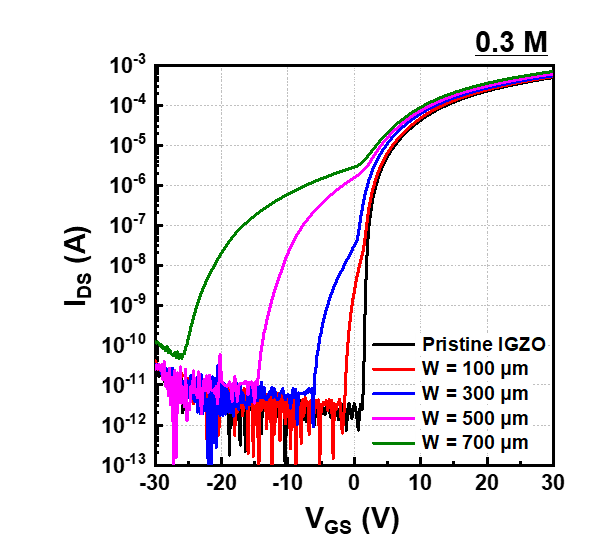 0.3 M
10⁻³
10⁻⁴
10⁻⁵
10⁻⁶
10⁻⁷
10⁻⁸
10⁻⁹
10⁻¹⁰
10⁻¹¹
10⁻¹²
10⁻¹³
I_DS (A)
Pristine IGZO
W = 100 μm
W = 300 μm
W = 500 μm
W = 700 μm
-30 -20 -10 0 10 20 30
V_GS (V)